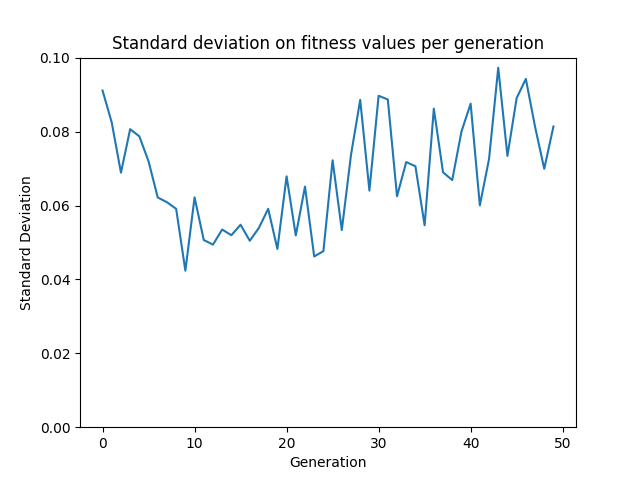 Standard deviation on fitness values per generation
0.10
0.08
0.06
0.04
0.02
0.00
Standard Deviation
0 10 20 30 40 50
Generation